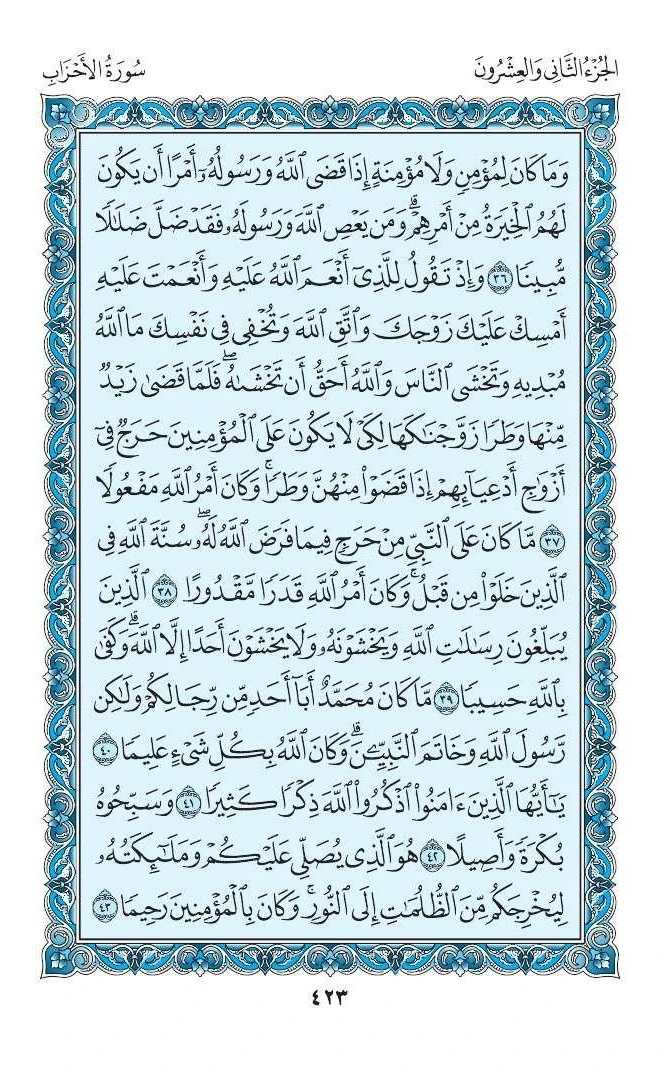 الجُزْءُ الثَّانِي وَالعِشْرُونَ
سُورَةُ الأَحْزَابِ
وَمَا كَانَ لِمُؤْمِنٍ وَلَا مُؤْمِنَةٍ إِذَا قَضَى ٱللَّهُ وَرَسُولُهُۥٓ أَمْرًا أَن يَكُونَ
لَهُمُ ٱلْخِيَرَةُ مِنْ أَمْرِهِمْۗ وَمَن يَعْصِ ٱللَّهَ وَرَسُولَهُۥ فَقَدْ ضَلَّ ضَلَٰلًا
مُّبِينًا ٣٦ وَإِذْ تَقُولُ لِلَّذِىٓ أَنْعَمَ ٱللَّهُ عَلَيْهِ وَأَنْعَمْتَ عَلَيْهِ
أَمْسِكْ عَلَيْكَ زَوْجَكَ وَٱتَّقِ ٱللَّهَ وَتُخْفِى فِى نَفْسِكَ مَا ٱللَّهُ
مُبْدِيهِ وَتَخْشَى ٱلنَّاسَ وَٱللَّهُ أَحَقُّ أَن تَخْشَىٰهُۖ فَلَمَّا قَضَىٰ زَيْدٌ
مِّنْهَا وَطَرًا زَوَّجْنَٰكَهَا لِكَىْ لَا يَكُونَ عَلَى ٱلْمُؤْمِنِينَ حَرَجٌ فِىٓ
أَزْوَٰجِ أَدْعِيَآئِهِمْ إِذَا قَضَوْا۟ مِنْهُنَّ وَطَرًاۚ وَكَانَ أَمْرُ ٱللَّهِ مَفْعُولًا
٣٧ مَّا كَانَ عَلَى ٱلنَّبِىِّ مِنْ حَرَجٍ فِيمَا فَرَضَ ٱللَّهُ لَهُۥۖ سُنَّةَ ٱللَّهِ فِى
ٱلَّذِينَ خَلَوْا۟ مِن قَبْلُۚ وَكَانَ أَمْرُ ٱللَّهِ قَدَرًا مَّقْدُورًا ٣٨ ٱلَّذِينَ
يُبَلِّغُونَ رِسَٰلَٰتِ ٱللَّهِ وَيَخْشَوْنَهُۥ وَلَا يَخْشَوْنَ أَحَدًا إِلَّا ٱللَّهَۗ وَكَفَىٰ
بِٱللَّهِ حَسِيبًا ٣٩ مَّا كَانَ مُحَمَّدٌ أَبَآ أَحَدٍ مِّن رِّجَالِكُمْ وَلَٰكِن
رَّسُولَ ٱللَّهِ وَخَاتَمَ ٱلنَّبِيِّـۧنَۗ وَكَانَ ٱللَّهُ بِكُلِّ شَىْءٍ عَلِيمًا ٤٠
يَٰٓأَيُّهَا ٱلَّذِينَ ءَامَنُوا۟ ٱذْكُرُوا۟ ٱللَّهَ ذِكْرًا كَثِيرًا ٤١ وَسَبِّحُوهُ
بُكْرَةً وَأَصِيلًا ٤٢ هُوَ ٱلَّذِى يُصَلِّى عَلَيْكُمْ وَمَلَٰٓئِكَتُهُۥ
لِيُخْرِجَكُم مِّنَ ٱلظُّلُمَٰتِ إِلَى ٱلنُّورِۚ وَكَانَ بِٱلْمُؤْمِنِينَ رَحِيمًا ٤٣
٤٢٣